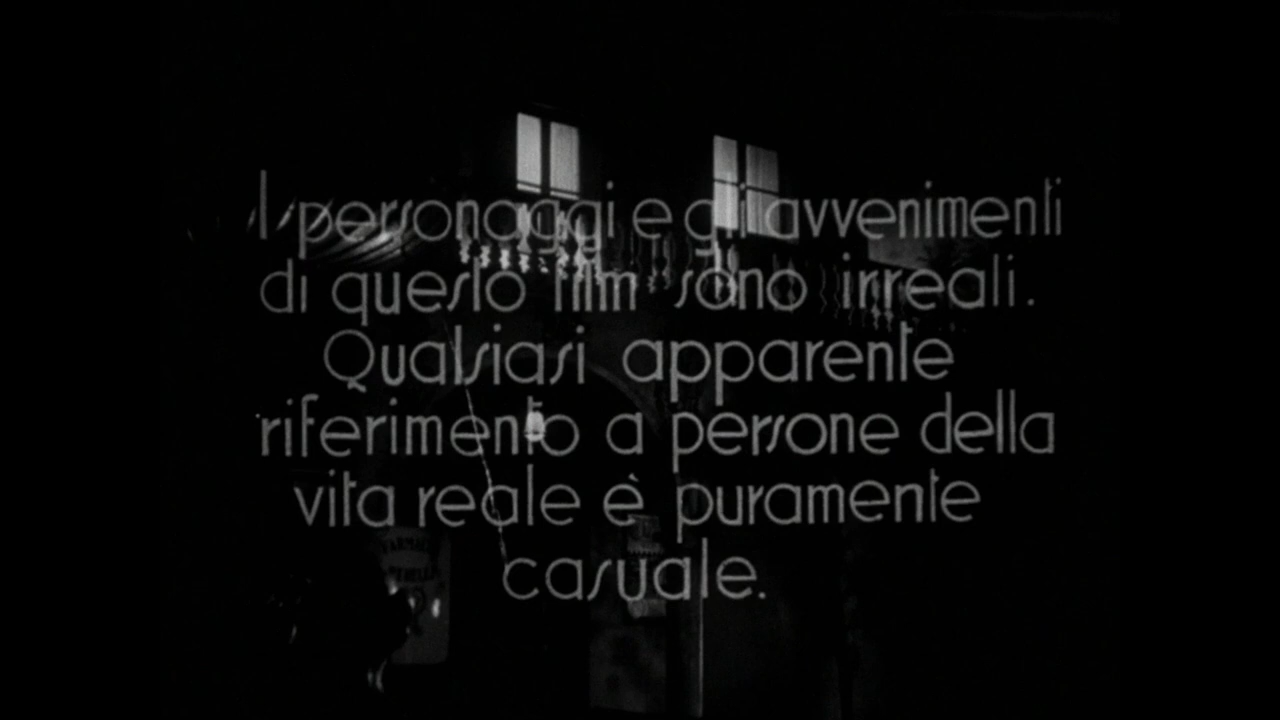 I personaggi e gli avvenimenti
di questo film sono irreali.
Qualsiasi apparente
riferimento a persone della
vita reale è puramente
casuale.